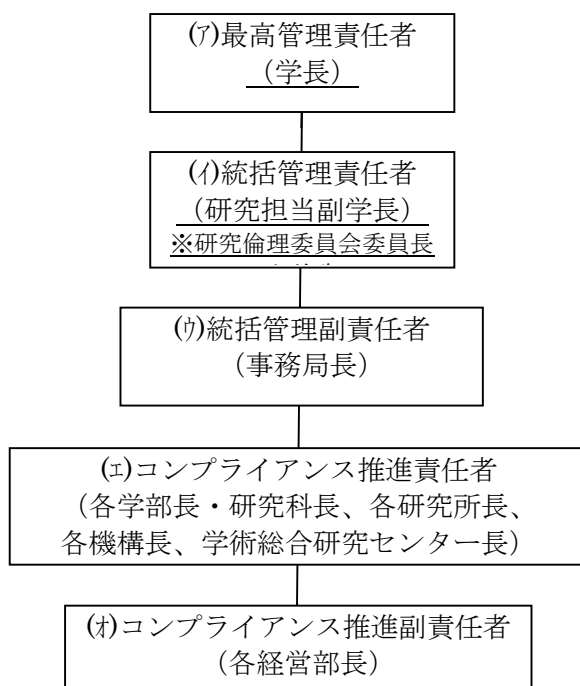 ㋐最高管理責任者
（学長）
㋑統括管理責任者
（研究担当副学長）
※研究倫理委員会委員長
㋒統括管理副責任者
（事務局長）
㋓コンプライアンス推進責任者
（各学部長・研究科長、各研究所長、
各機構長、学術総合研究センター長）
㋔コンプライアンス推進副責任者
（各経営部長）